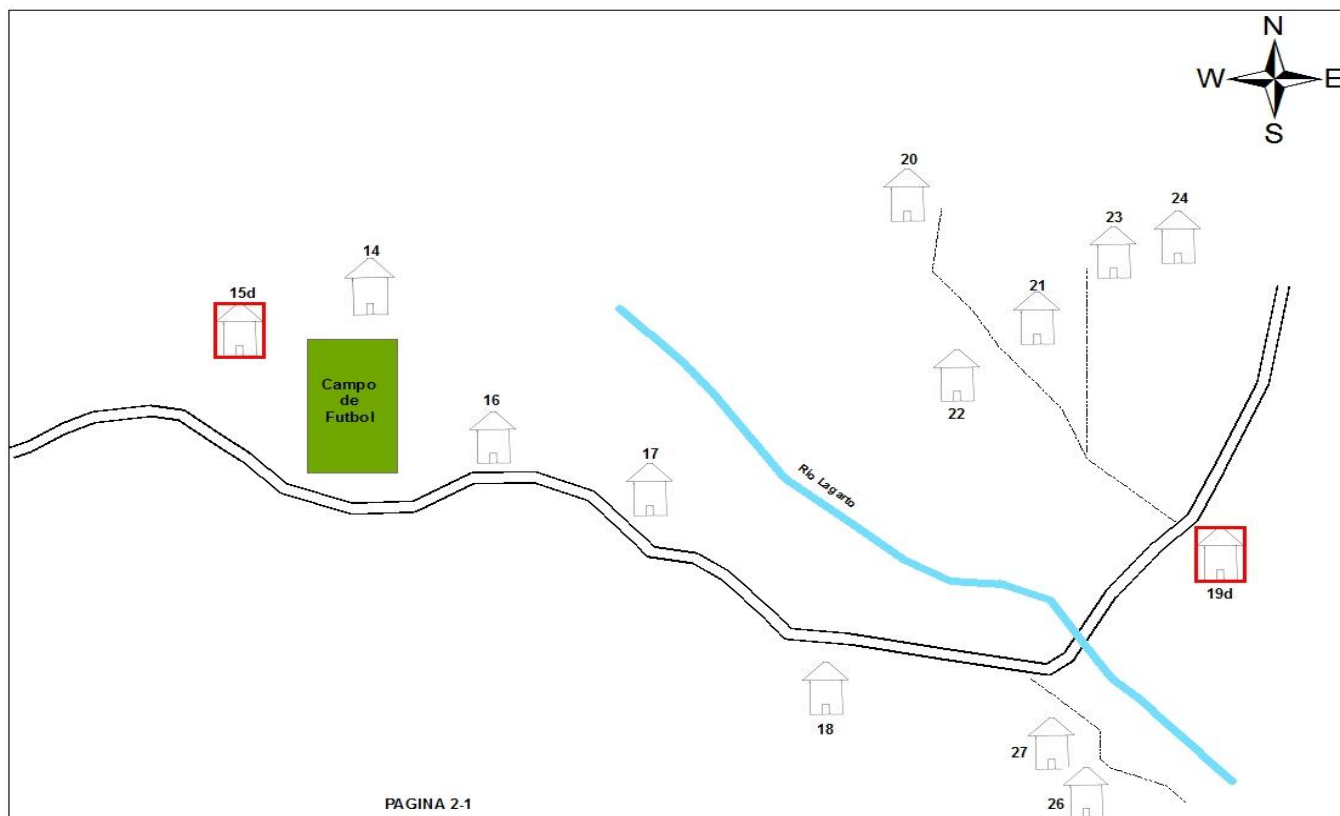 N
W E
S
20
23
24
14
21
15d
Campo
de
Futbol
16
22
17
Rio Lagarto
19d
18
27
26
PAGINA 2-1